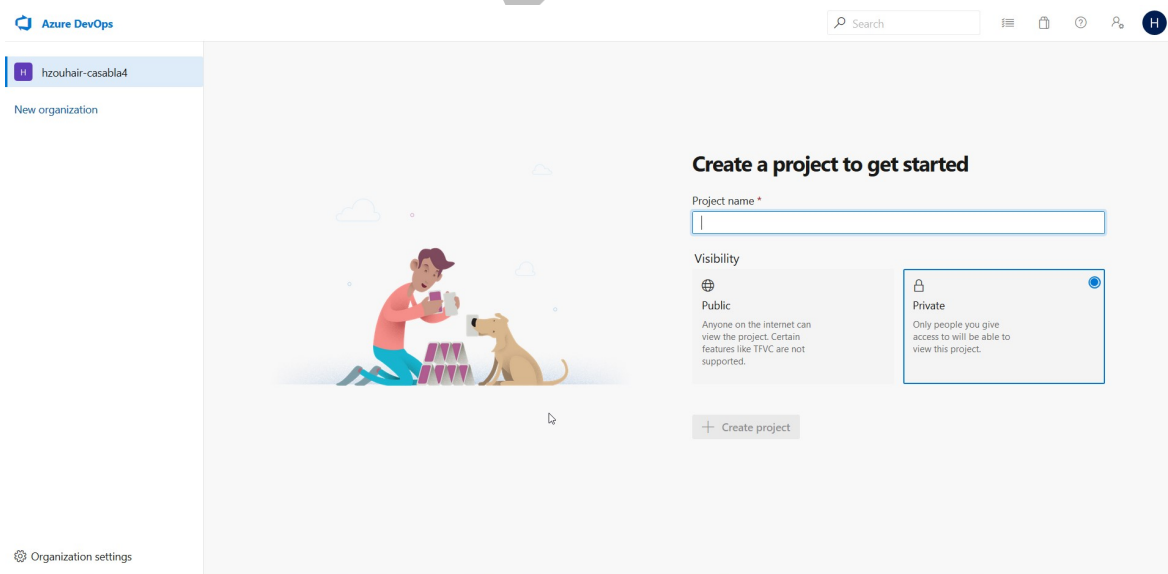 Azure DevOps
Search
H
H
hzouhair-casabla4
New organization
Create a project to get started
Project name *
Visibility
Public
Anyone on the internet can
view the project. Certain
features like TFVC are not
supported.
Private
Only people you give
access to will be able to
view this project.
+ Create project
Organization settings